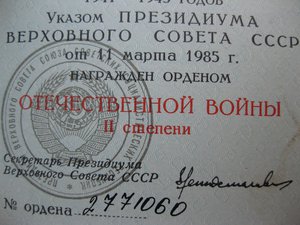 1941-1945 ГОДОВ
Указом ПРЕЗИДИУМА
ВЕРХОВНОГО СОВЕТА СССР
от 11 марта 1985 г.
НАГРАЖДЕН ОРДЕНОМ
ОТЕЧЕСТВЕННОЙ ВОЙНЫ
II степени
Секретарь Президиума
Верховного Совета СССР
№ ордена 2771060